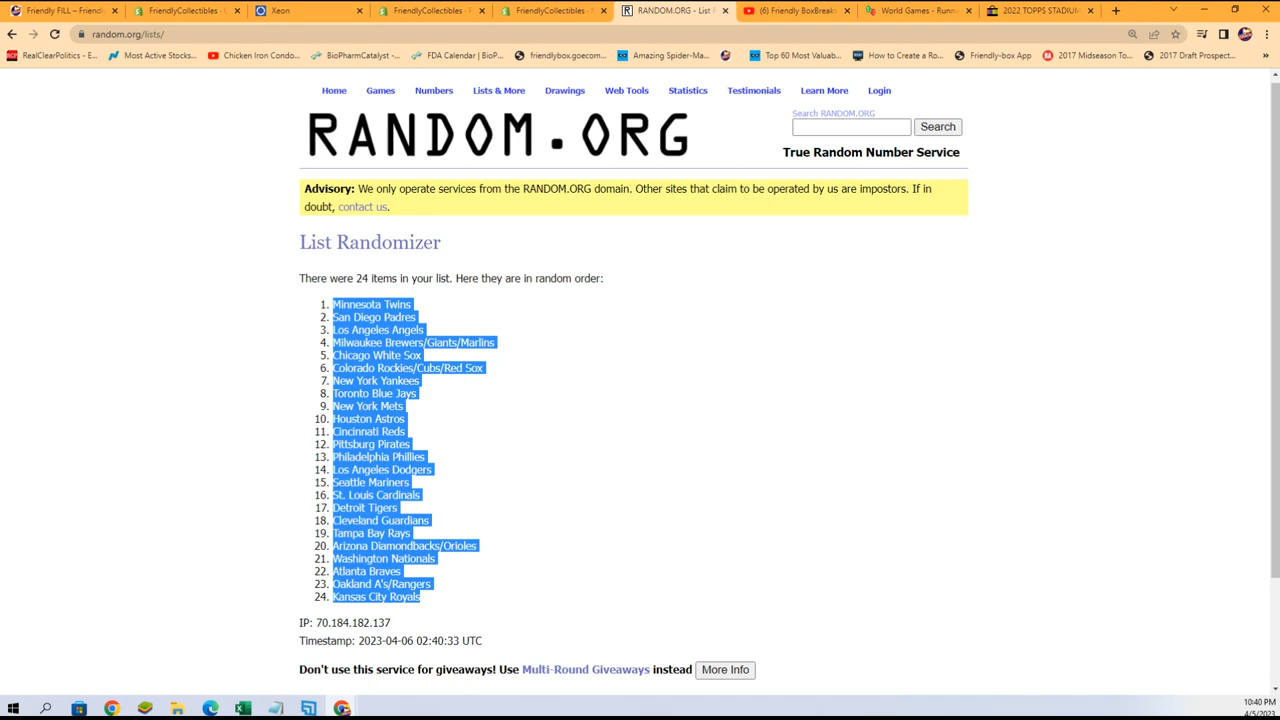 Friendly FILL – Friend
FriendlyCollectibles -
Xeon
FriendlyCollectibles -
FriendlyCollectibles -
RANDOM.ORG - List
(6) Friendly BoxBreaks
World Games - Runn
2022 TOPPS STADIUM
random.org/lists/
RealClearPolitics - E...
Most Active Stocks...
Chicken Iron Condo...
BioPharmCatalyst -...
FDA Calendar | BioP...
friendlybox.goecom...
Amazing Spider-Ma...
Top 60 Most Valuab...
How to Create a Ro...
Friendly-box App
2017 Midseason To...
2017 Draft Prospect...
Home Games Numbers Lists & More Drawings Web Tools Statistics Testimonials Learn More Login
RANDOM.ORG
Search RANDOM.ORG
Search
True Random Number Service
Advisory: We only operate services from the RANDOM.ORG domain. Other sites that claim to be operated by us are impostors. If in
doubt, contact us.
List Randomizer
There were 24 items in your list. Here they are in random order:
1. Minnesota Twins
2. San Diego Padres
3. Los Angeles Angels
4. Milwaukee Brewers/Giants/Marlins
5. Chicago White Sox
6. Colorado Rockies/Cubs/Red Sox
7. New York Yankees
8. Toronto Blue Jays
9. New York Mets
10. Houston Astros
11. Cincinnati Reds
12. Pittsburg Pirates
13. Philadelphia Phillies
14. Los Angeles Dodgers
15. Seattle Mariners
16. St. Louis Cardinals
17. Detroit Tigers
18. Cleveland Guardians
19. Tampa Bay Rays
20. Arizona Diamondbacks/Orioles
21. Washington Nationals
22. Atlanta Braves
23. Oakland A's/Rangers
24. Kansas City Royals
IP: 70.184.182.137
Timestamp: 2023-04-06 02:40:33 UTC
Don't use this service for giveaways! Use Multi-Round Giveaways instead More Info
10:40 PM
4/5/2023